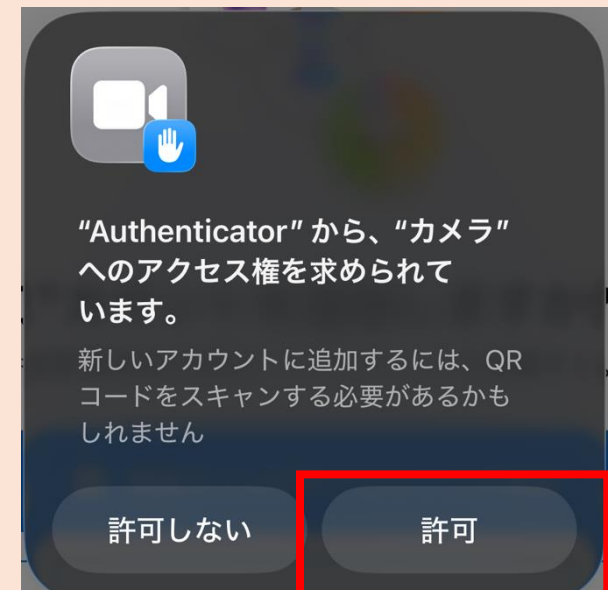 “Authenticator” から、“カメラ”
へのアクセス権を求められて
います。
新しいアカウントに追加するには、QR
コードをスキャンする必要があるかも
しれません
許可しない
許可